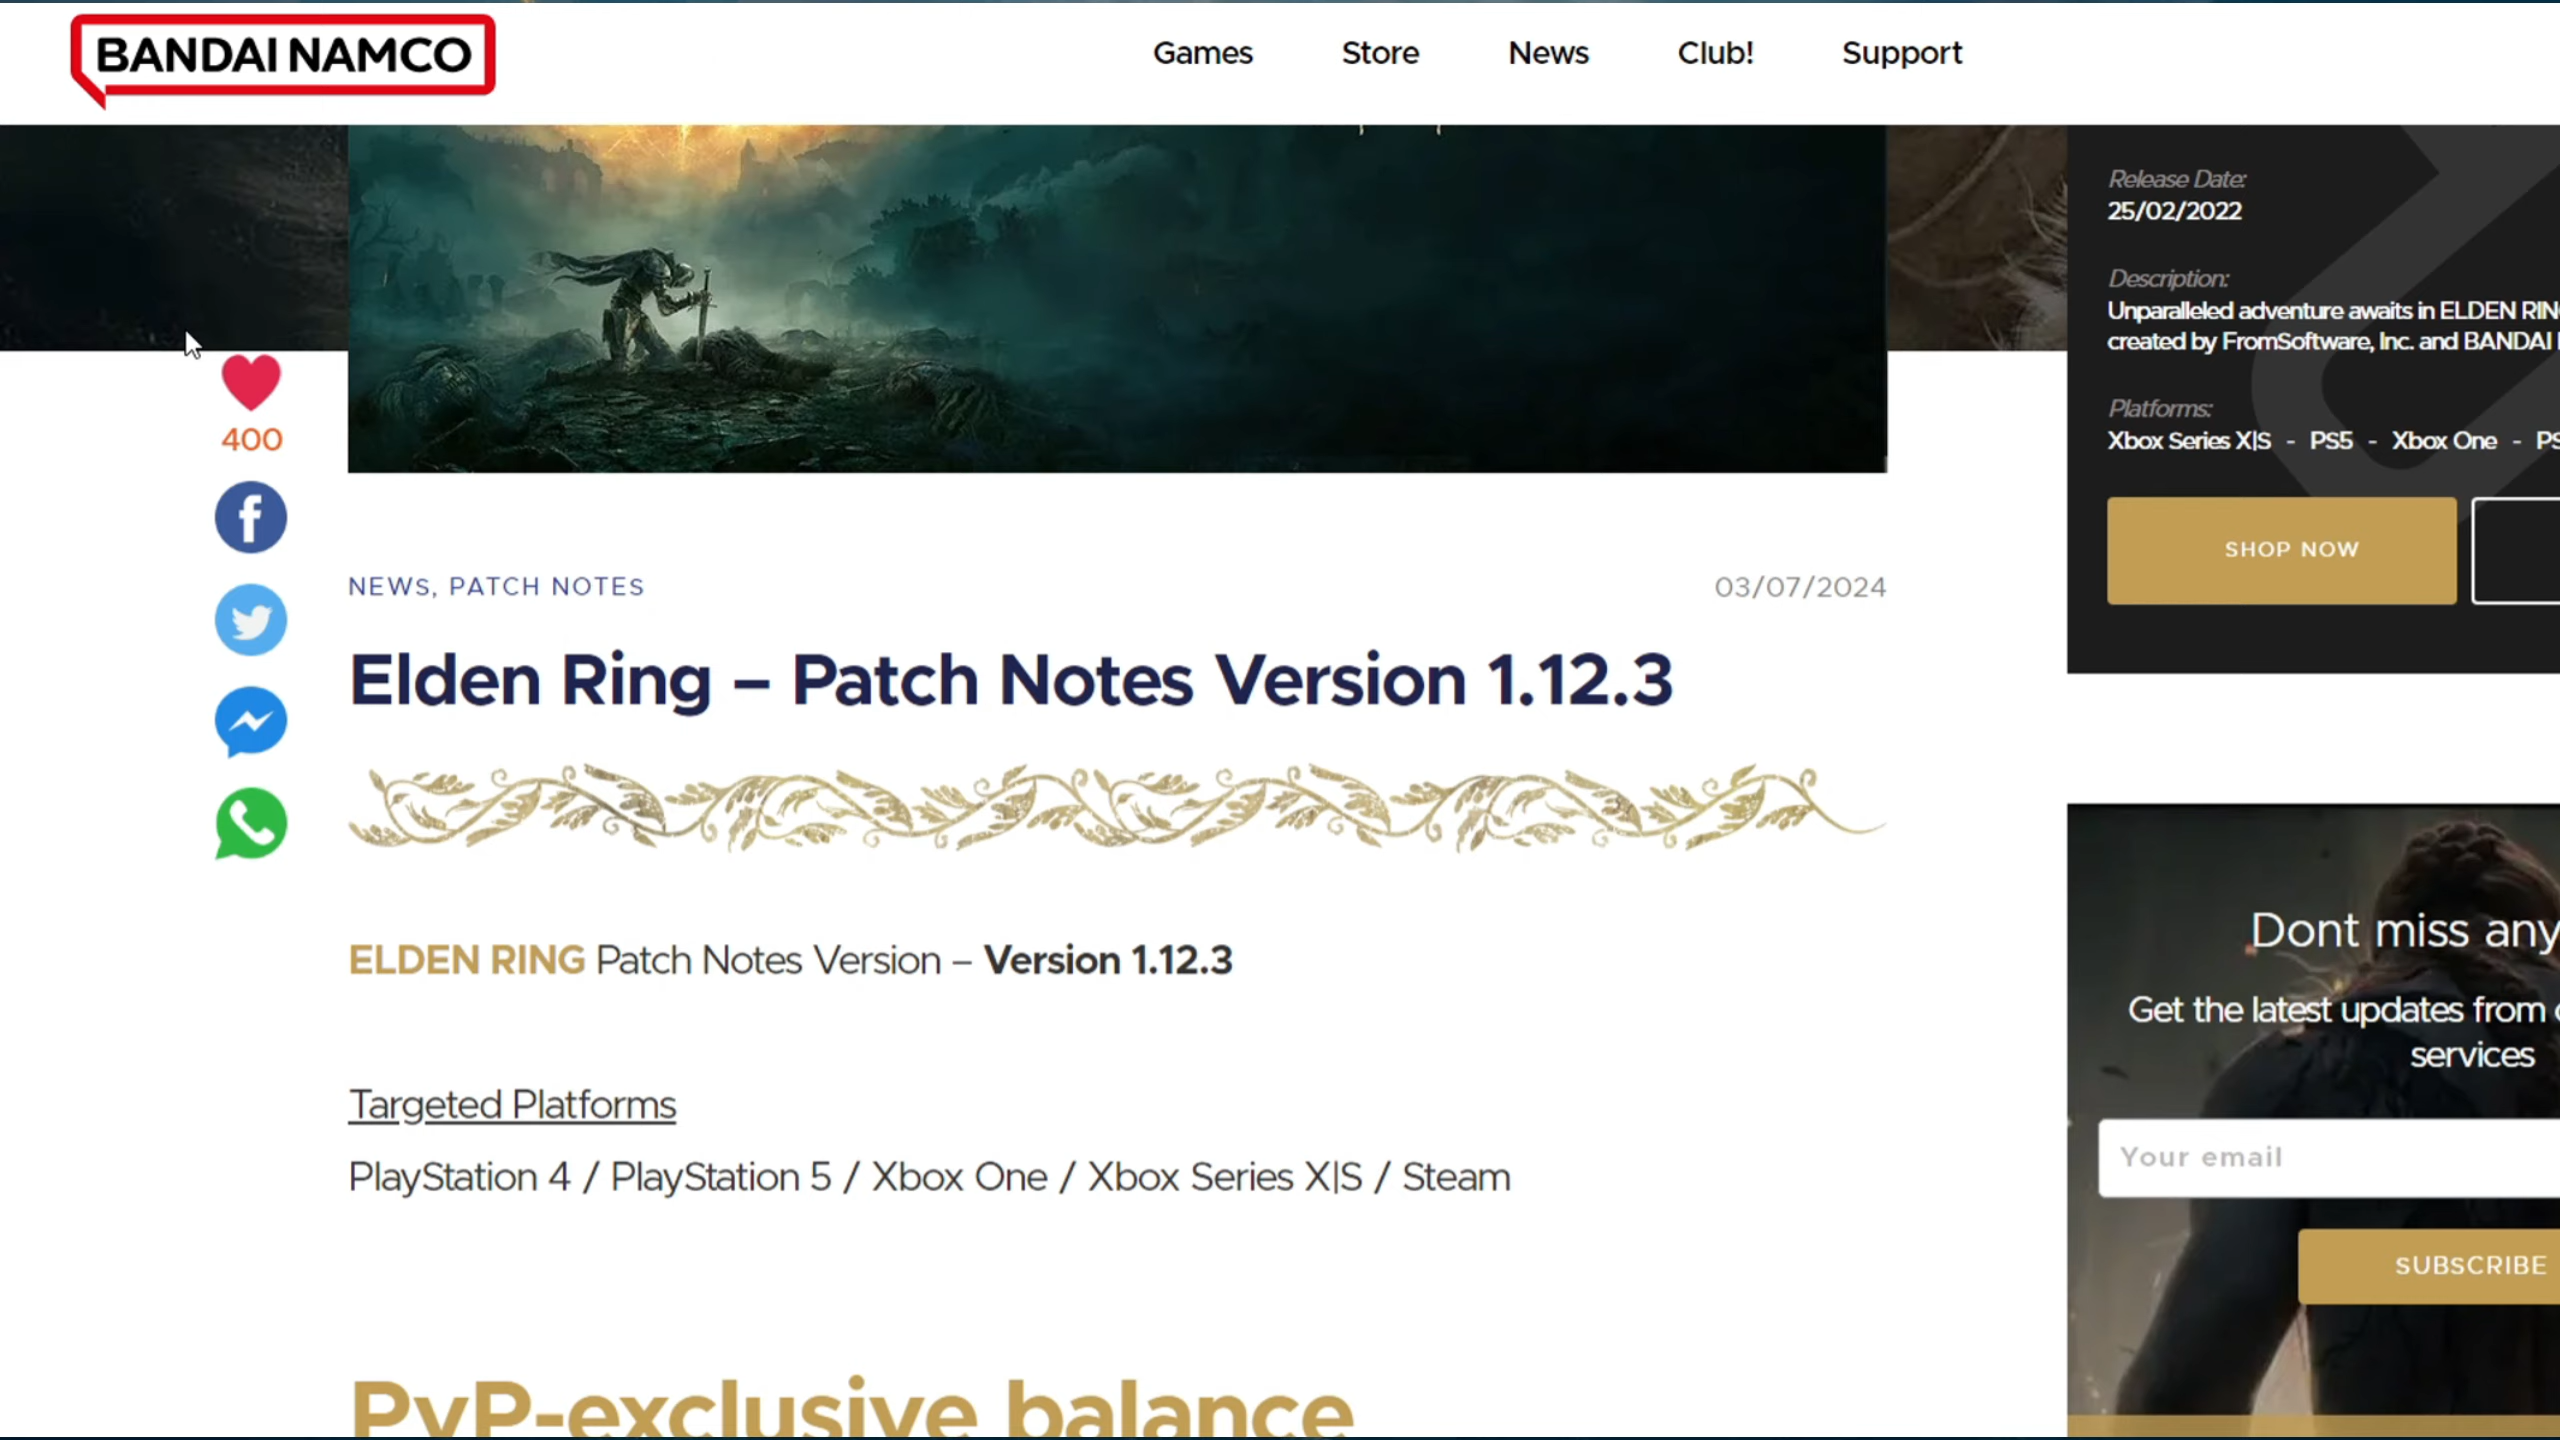 BANDAI NAMCO
Games
Store
News
Club!
Support
400
NEWS, PATCH NOTES
03/07/2024
Elden Ring – Patch Notes Version 1.12.3
ELDEN RING Patch Notes Version – Version 1.12.3
Targeted Platforms
PlayStation 4 / PlayStation 5 / Xbox One / Xbox Series X|S / Steam
PvP-exclusive balance
Release Date:
25/02/2022
Description:
Unparalleled adventure awaits in ELDEN
created by FromSoftware, Inc. and BANDAI
Platforms:
Xbox Series X|S - PS5 - Xbox One -
SHOP NOW
Dont miss any
Get the latest updates from
services
Your email
SUBSCRIBE